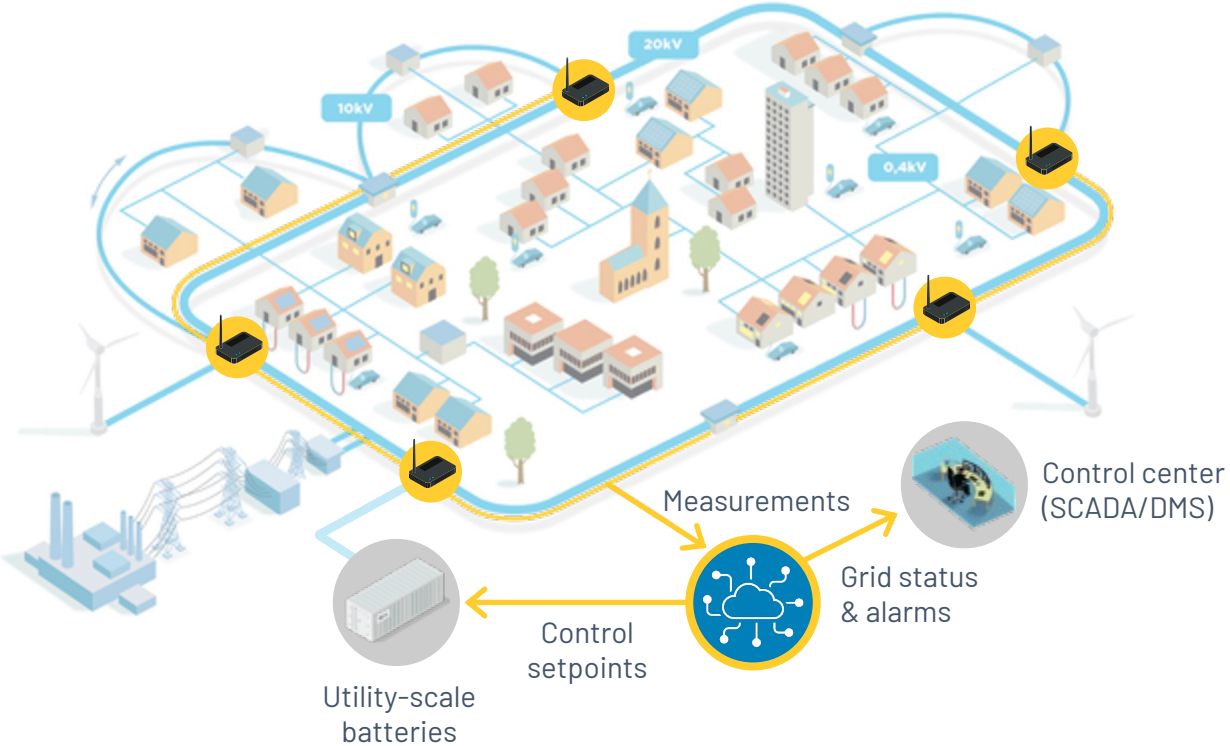 20kV
10kV
0,4kV
Measurements
Control center
(SCADA/DMS)
Grid status
& alarms
Control
setpoints
Utility-scale
batteries